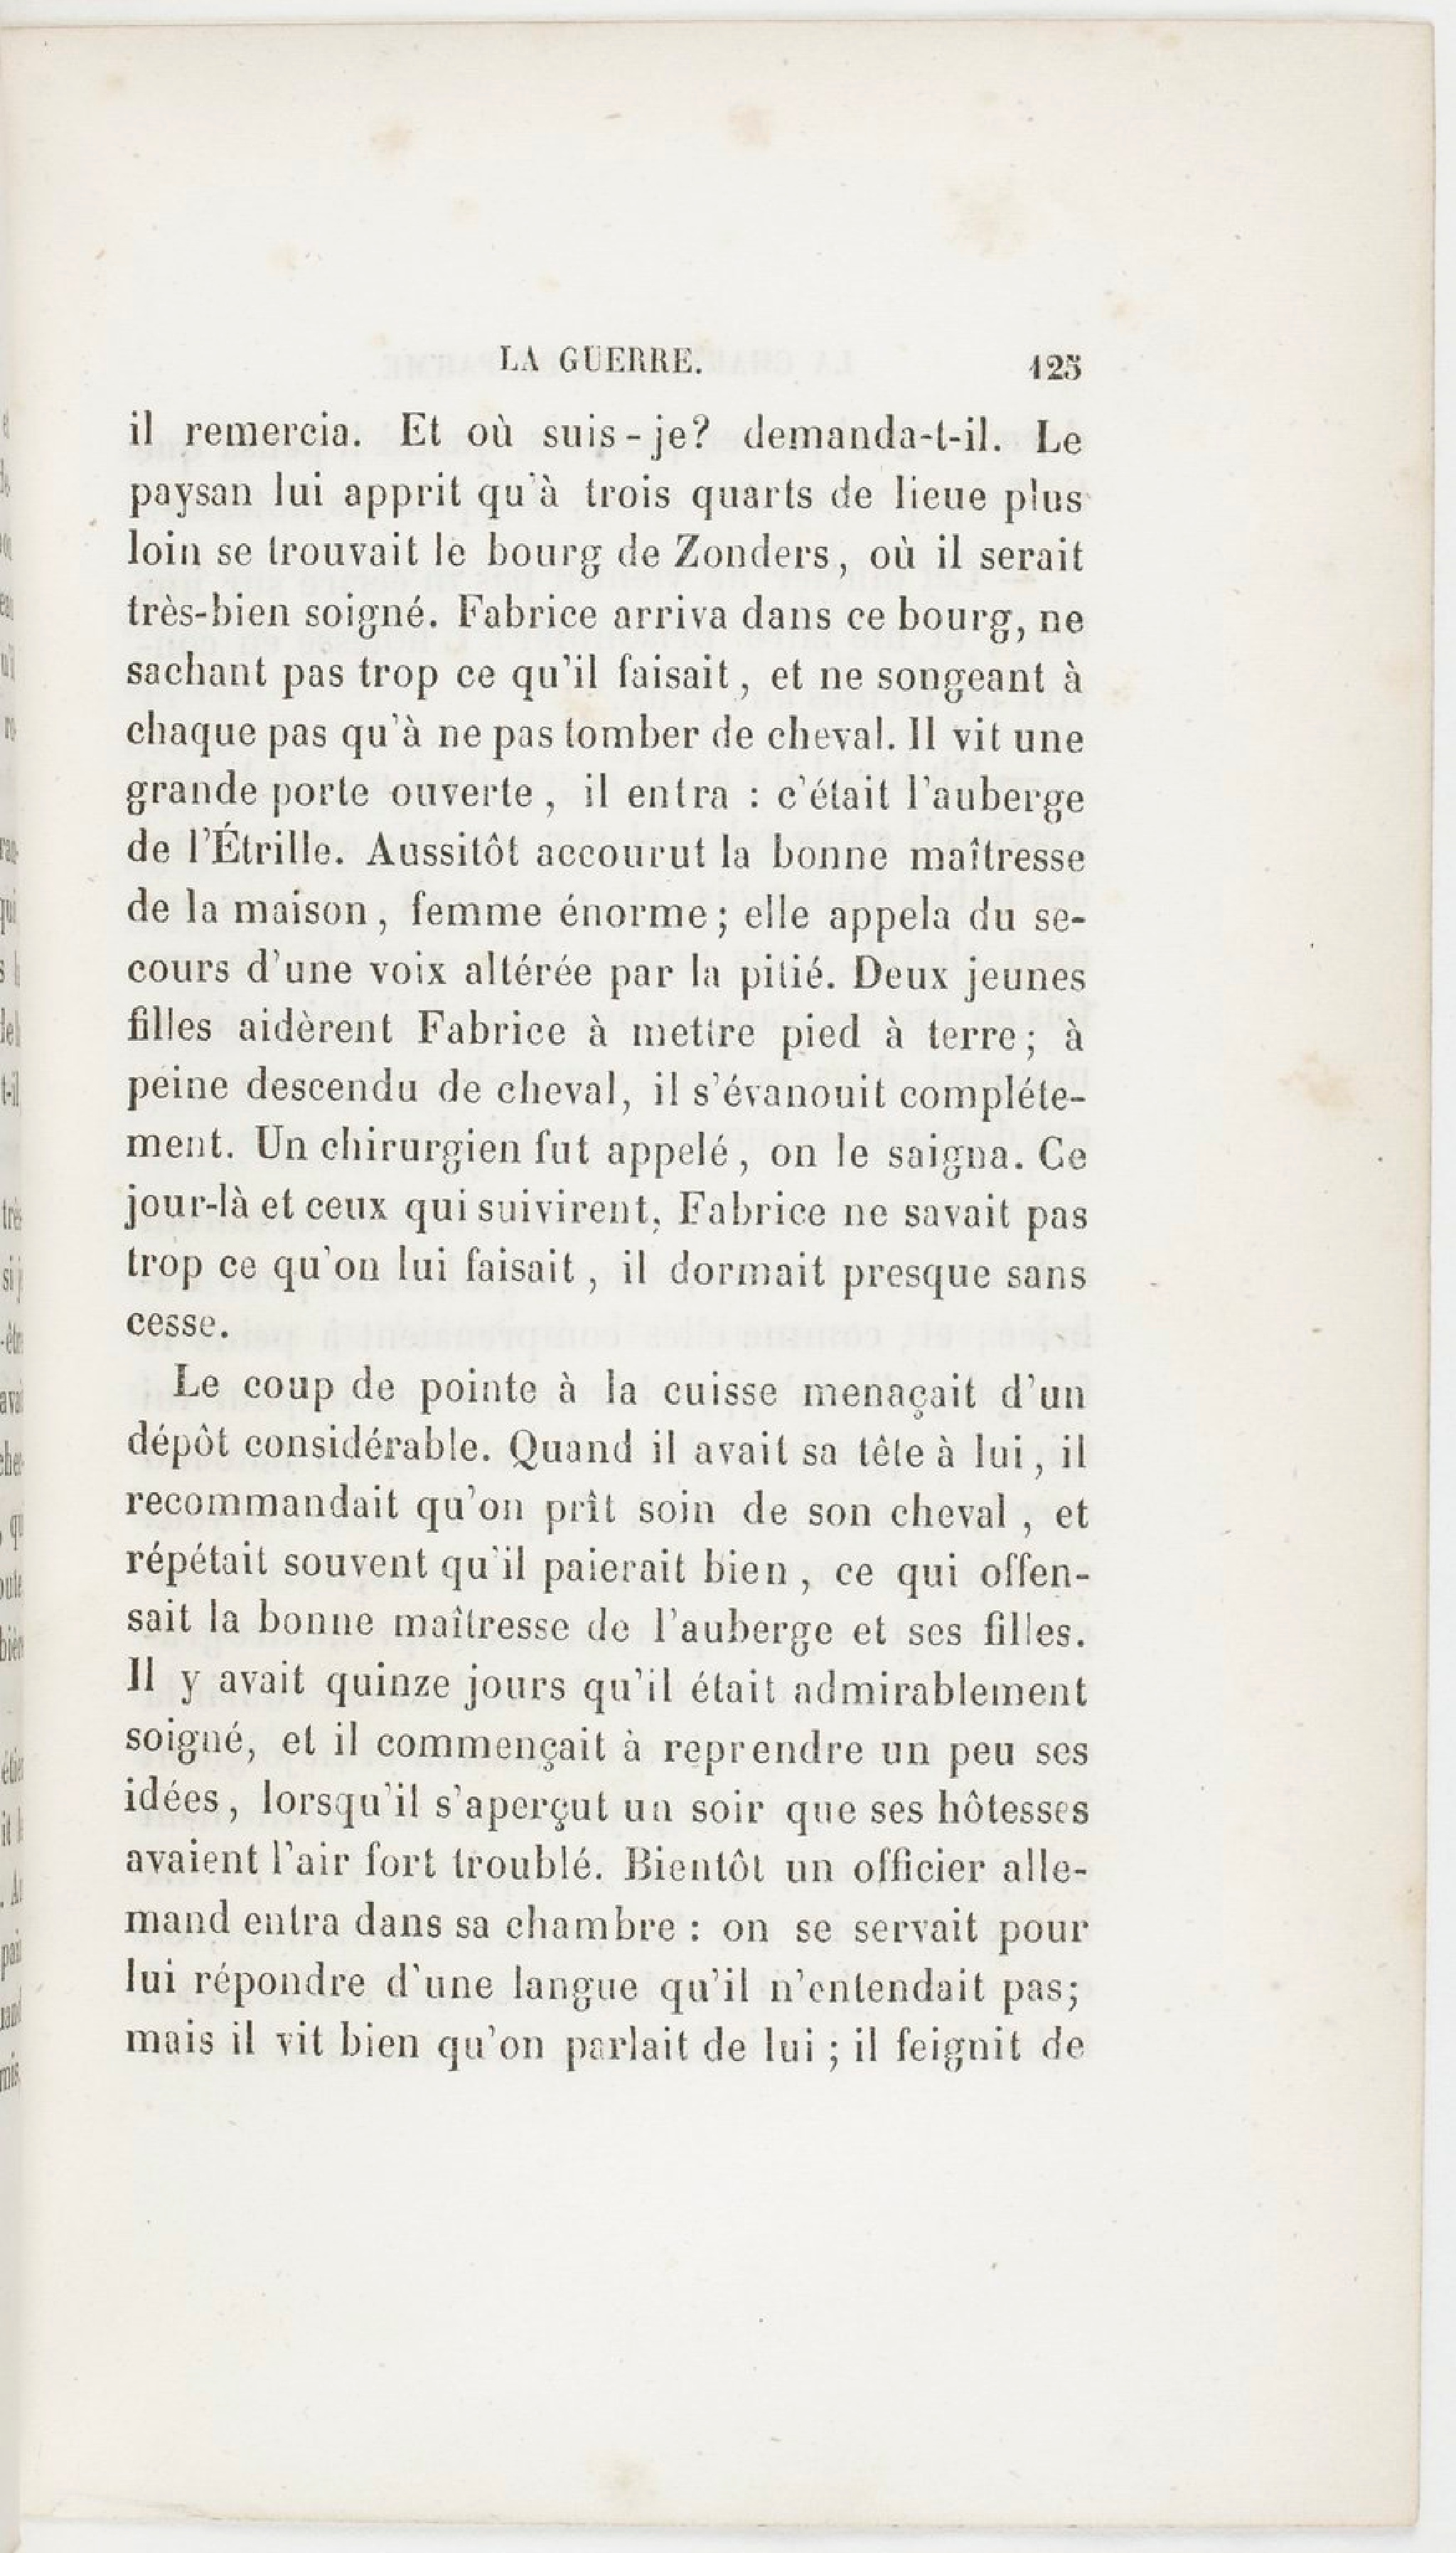 LA GUERRE. 125
il remercia. Et où suis-je? demanda-t-il. Le
paysan lui apprit qu'à trois quarts de lieue plus
loin se trouvait le bourg de Zonders, où il serait
très-bien soigné. Fabrice arriva dans ce bourg, ne
sachant pas trop ce qu'il faisait, et ne songeant à
chaque pas qu'à ne pas tomber de cheval. Il vit une
grande porte ouverte, il entra : c'était l'auberge
de l'Étrille. Aussitôt accourut la bonne maîtresse
de la maison, femme énorme; elle appela du se-
cours d'une voix altérée par la pitié. Deux jeunes
filles aidèrent Fabrice à mettre pied à terre; à
peine descendu de cheval, il s'évanouit compléte-
ment. Un chirurgien fut appelé, on le saigna. Ce
jour-là et ceux qui suivirent, Fabrice ne savait pas
trop ce qu'on lui faisait, il dormait presque sans
cesse.
Le coup de pointe à la cuisse menaçait d'un
dépôt considérable. Quand il avait sa tête à lui, il
recommandait qu'on prît soin de son cheval, et
répétait souvent qu'il paierait bien, ce qui offen-
sait la bonne maîtresse de l'auberge et ses filles.
Il y avait quinze jours qu'il était admirablement
soigné, et il commençait à reprendre un peu ses
idées, lorsqu'il s'aperçut un soir que ses hôtesses
avaient l'air fort troublé. Bientôt un officier alle-
mand entra dans sa chambre : on se servait pour
lui répondre d'une langue qu'il n'entendait pas;
mais il vit bien qu'on parlait de lui; il feignit de